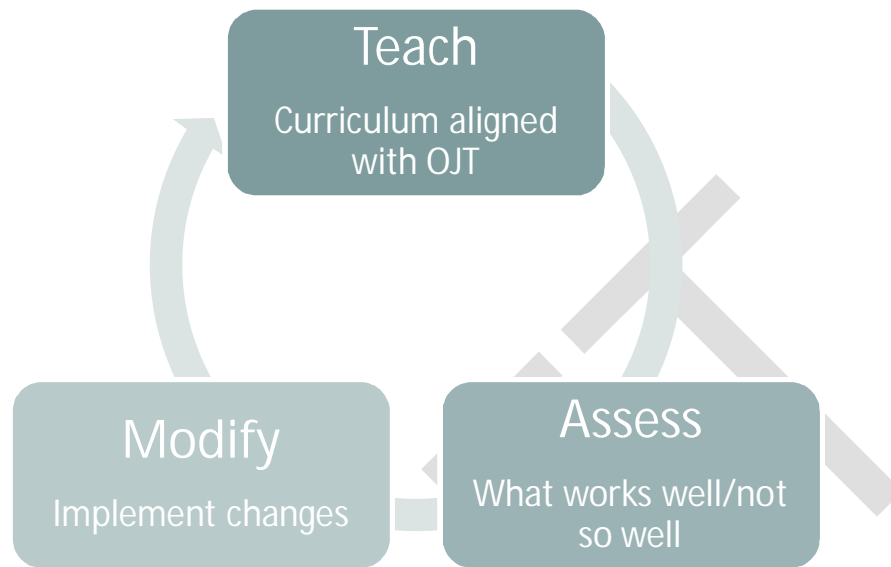 Teach
Curriculum aligned
with OJT
Modify
Implement changes
Assess
What works well/not
so well